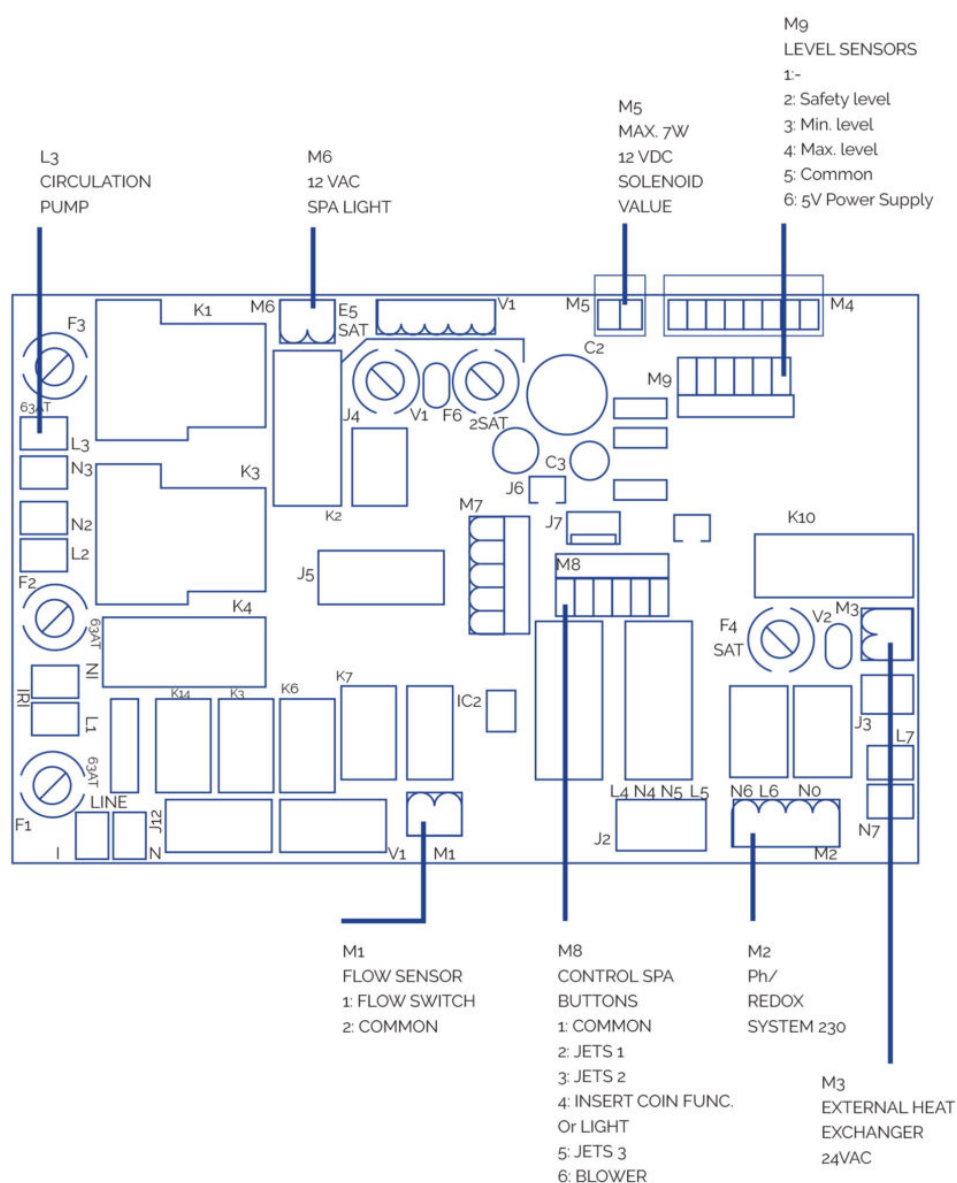 M9
LEVEL SENSORS
1:-
2: Safety level
3: Min. level
4: Max. level
5: Common
6: 5V Power Supply
M5
MAX. 7W
12 VDC
SOLENOID
VALUE
L3
CIRCULATION
PUMP
M6
12 VAC
SPA LIGHT
F3
K1
M6
E5
SAT
V1
M5
M4
C2
M9
63AT
L3
N3
J4
V1
F6
2SAT
K3
K2
C3
J6
M7
J7
K10
N2
L2
J5
M8
F2
63AT
K4
F4
SAT
V2
M3
NI
IRI
L1
K14
K3
K6
K7
IC2
J3
L7
63AT
F1
LINE
J12
I
N
V1
M1
L4 N4 N5 L5
J2
N6 L6 N0
M2
N7
M1
FLOW SENSOR
1: FLOW SWITCH
2: COMMON
M8
CONTROL SPA
BUTTONS
1: COMMON
2: JETS 1
3: JETS 2
4: INSERT COIN FUNC.
Or LIGHT
5: JETS 3
6: BLOWER
M2
Ph/
REDOX
SYSTEM 230
M3
EXTERNAL HEAT
EXCHANGER
24VAC